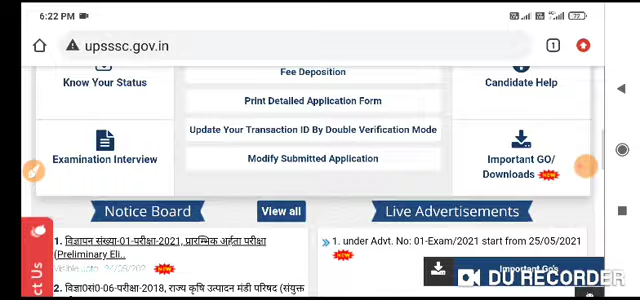 6:22 PM
72
upsssc.gov.in
1
Know Your Status
Fee Deposition
Candidate Help
Print Detailed Application Form
Update Your Transaction ID By Double Verification Mode
Examination Interview
Modify Submitted Application
Important GO/
Downloads NEW
Notice Board
View all
Live Advertisements
1. विज्ञापन संख्या-01-परीक्षा-2021, प्रारम्भिक अर्हता परीक्षा
(Preliminary Eli..
NEW
2. वि0सं0-06-परीक्षा-2018, राज्य कृषि उत्पादन मंडी परिषद (संयुक्त
1. under Advt. No: 01-Exam/2021 start from 25/05/2021
NEW
Important Go's
DU RECORDER
ct Us